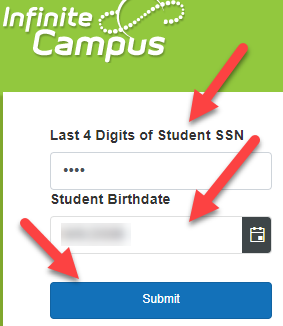 Infinite
Campus
Last 4 Digits of Student SSN
••••
Student Birthdate
Submit